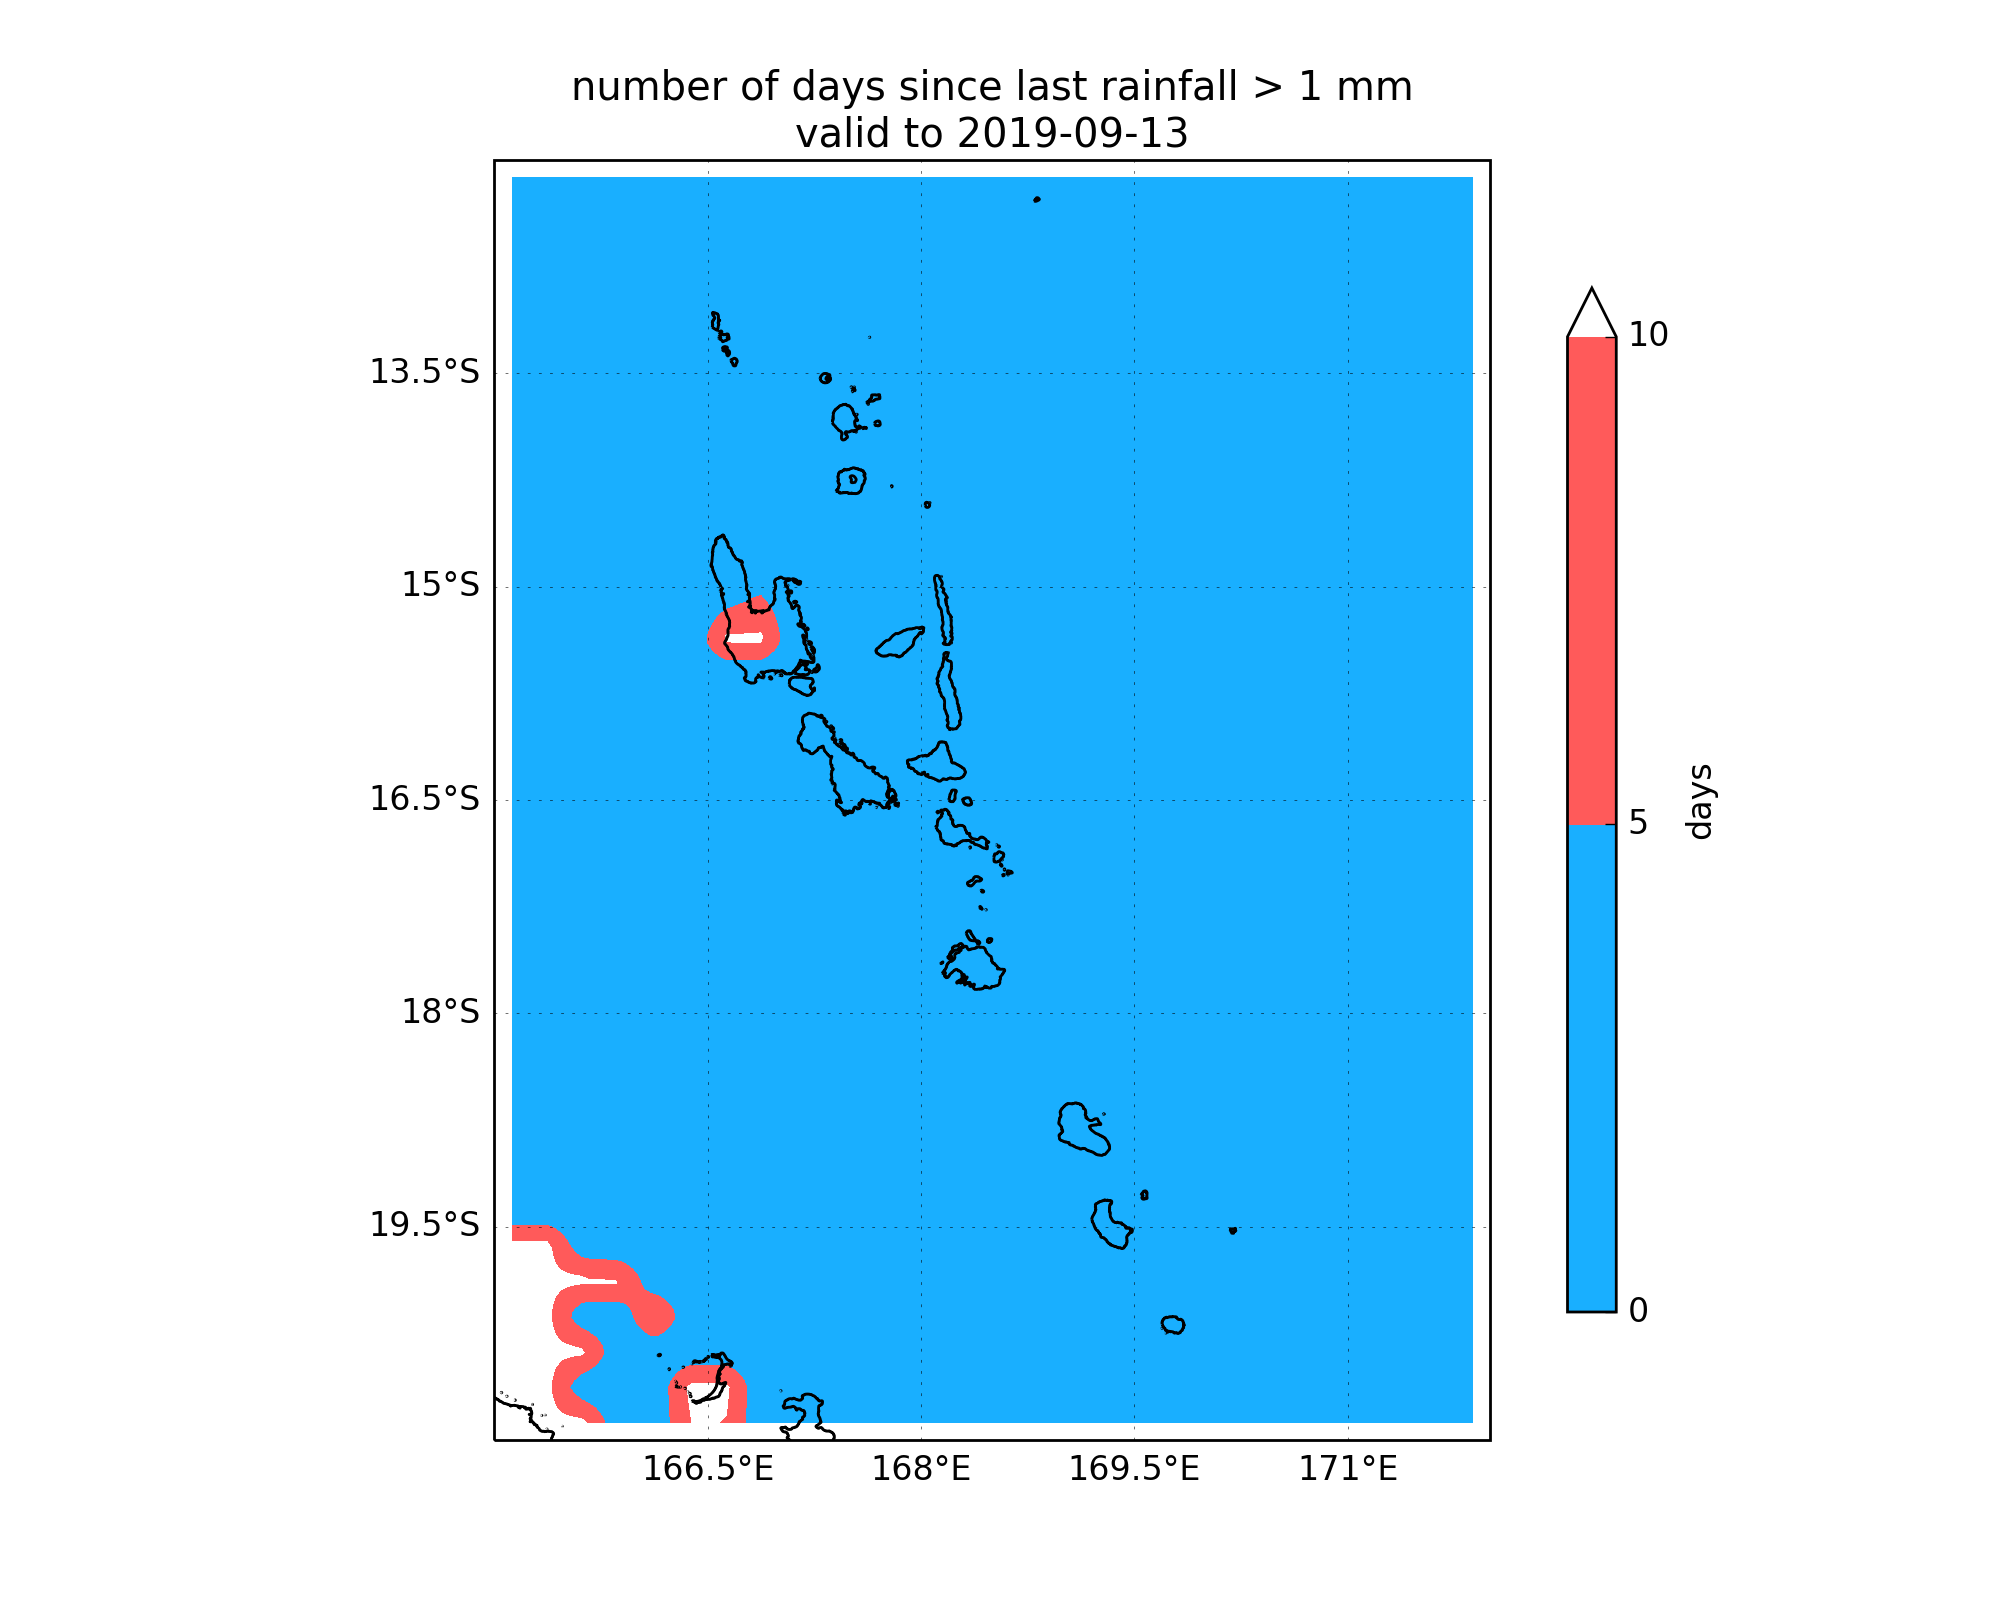 number of days since last rainfall > 1 mm
valid to 2019-09-13
13.5°S
15°S
16.5°S
18°S
19.5°S
166.5°E
168°E
169.5°E
171°E
10
5
0
days